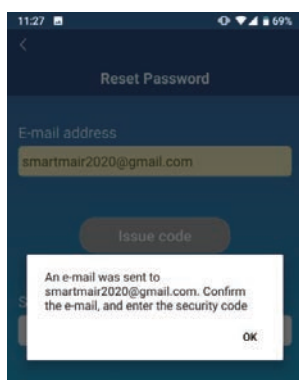 11:27 69%
Reset Password
E-mail address
smartmair2020@gmail.com
Issue code
An e-mail was sent to
smartmair2020@gmail.com. Confirm
the e-mail, and enter the security code
S
OK